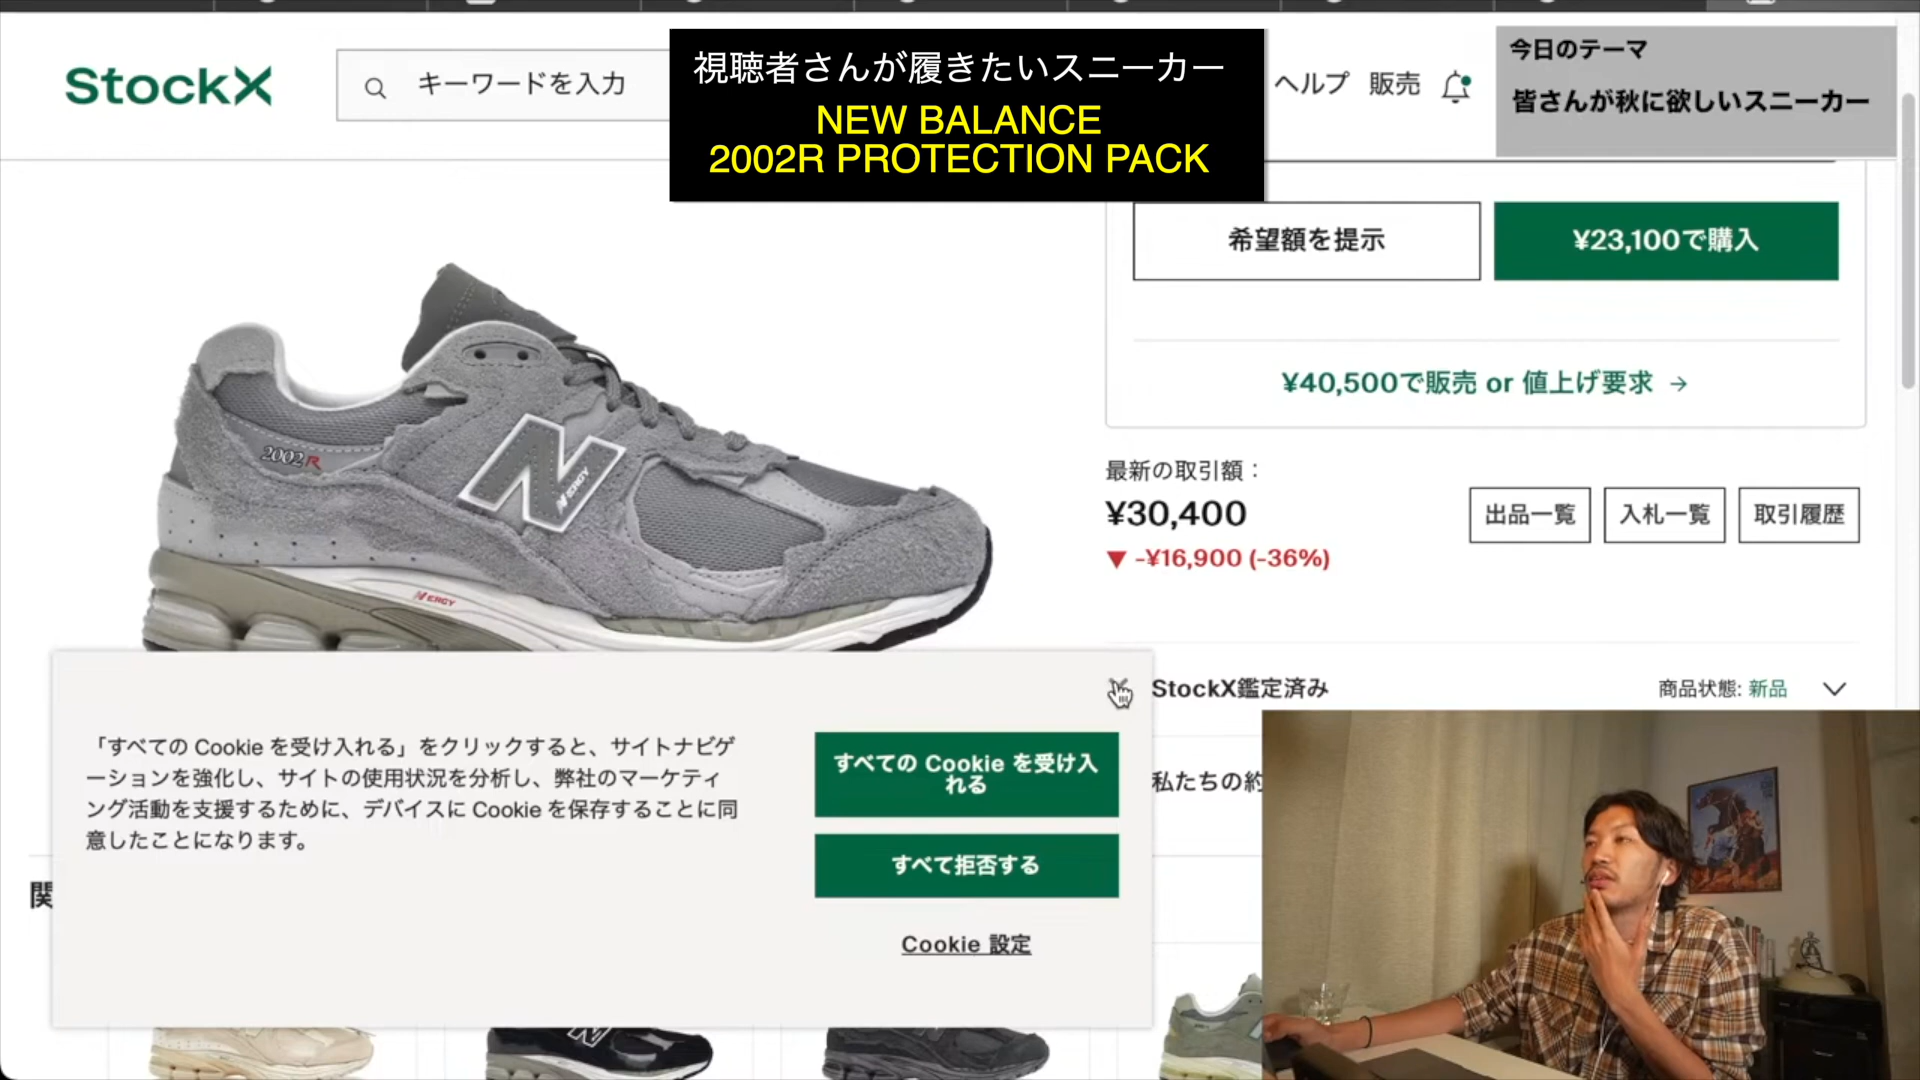 StockX
キーワードを入力
視聴者さんが履きたいスニーカー
NEW BALANCE
2002R PROTECTION PACK
ヘルプ 販売
今日のテーマ
皆さんが秋に欲しいスニーカー
希望額を提示
¥23,100で購入
¥40,500で販売 or 値上げ要求 →
最新の取引額：
¥30,400
▼ -¥16,900 (-36%)
出品一覧
入札一覧
取引履歴
2002R
N
NERGY
NERGY
StockX鑑定済み
商品状態: 新品
私たちの約
「すべての Cookie を受け入れる」をクリックすると、サイトナビゲ
ーションを強化し、サイトの使用状況を分析し、弊社のマーケティ
ング活動を支援するために、デバイスに Cookie を保存することに同
意したことになります。
すべての Cookie を受け入
れる
すべて拒否する
Cookie 設定
関